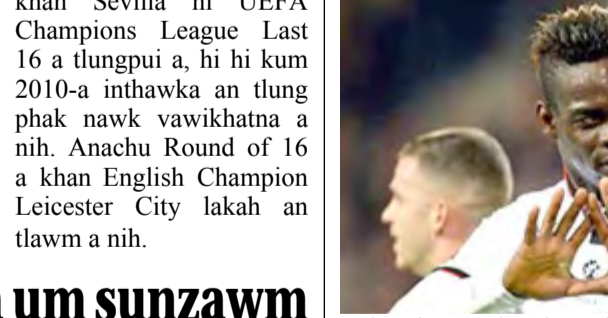 khan Sevilla hi UEFA
Champions League Last
16 a tlungpui a, hi hi kum
2010-a inthawka an tlung
phak nawk vawikhatna a
nih. Anachu Round of 16
a khan English Champion
Leicester City lakah an
tlawm a nih.
um sunzawm